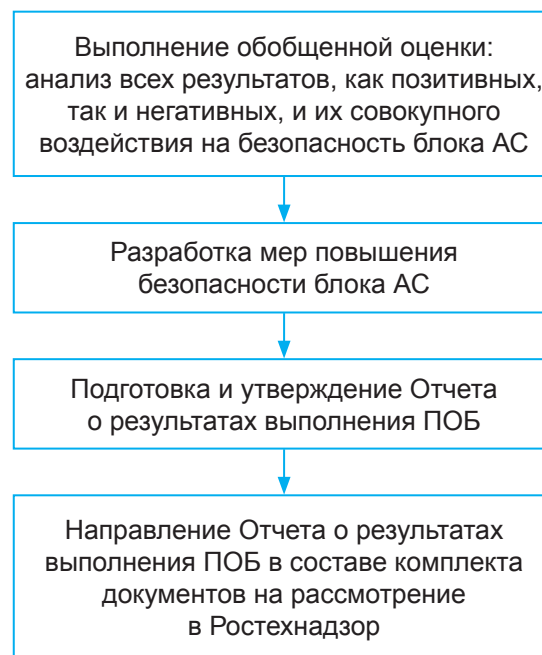 Выполнение обобщенной оценки:
анализ всех результатов, как позитивных,
так и негативных, и их совокупного
воздействия на безопасность блока АС
Разработка мер повышения
безопасности блока АС
Подготовка и утверждение Отчета
о результатах выполнения ПОБ
Направление Отчета о результатах
выполнения ПОБ в составе комплекта
документов на рассмотрение
в Ростехнадзор